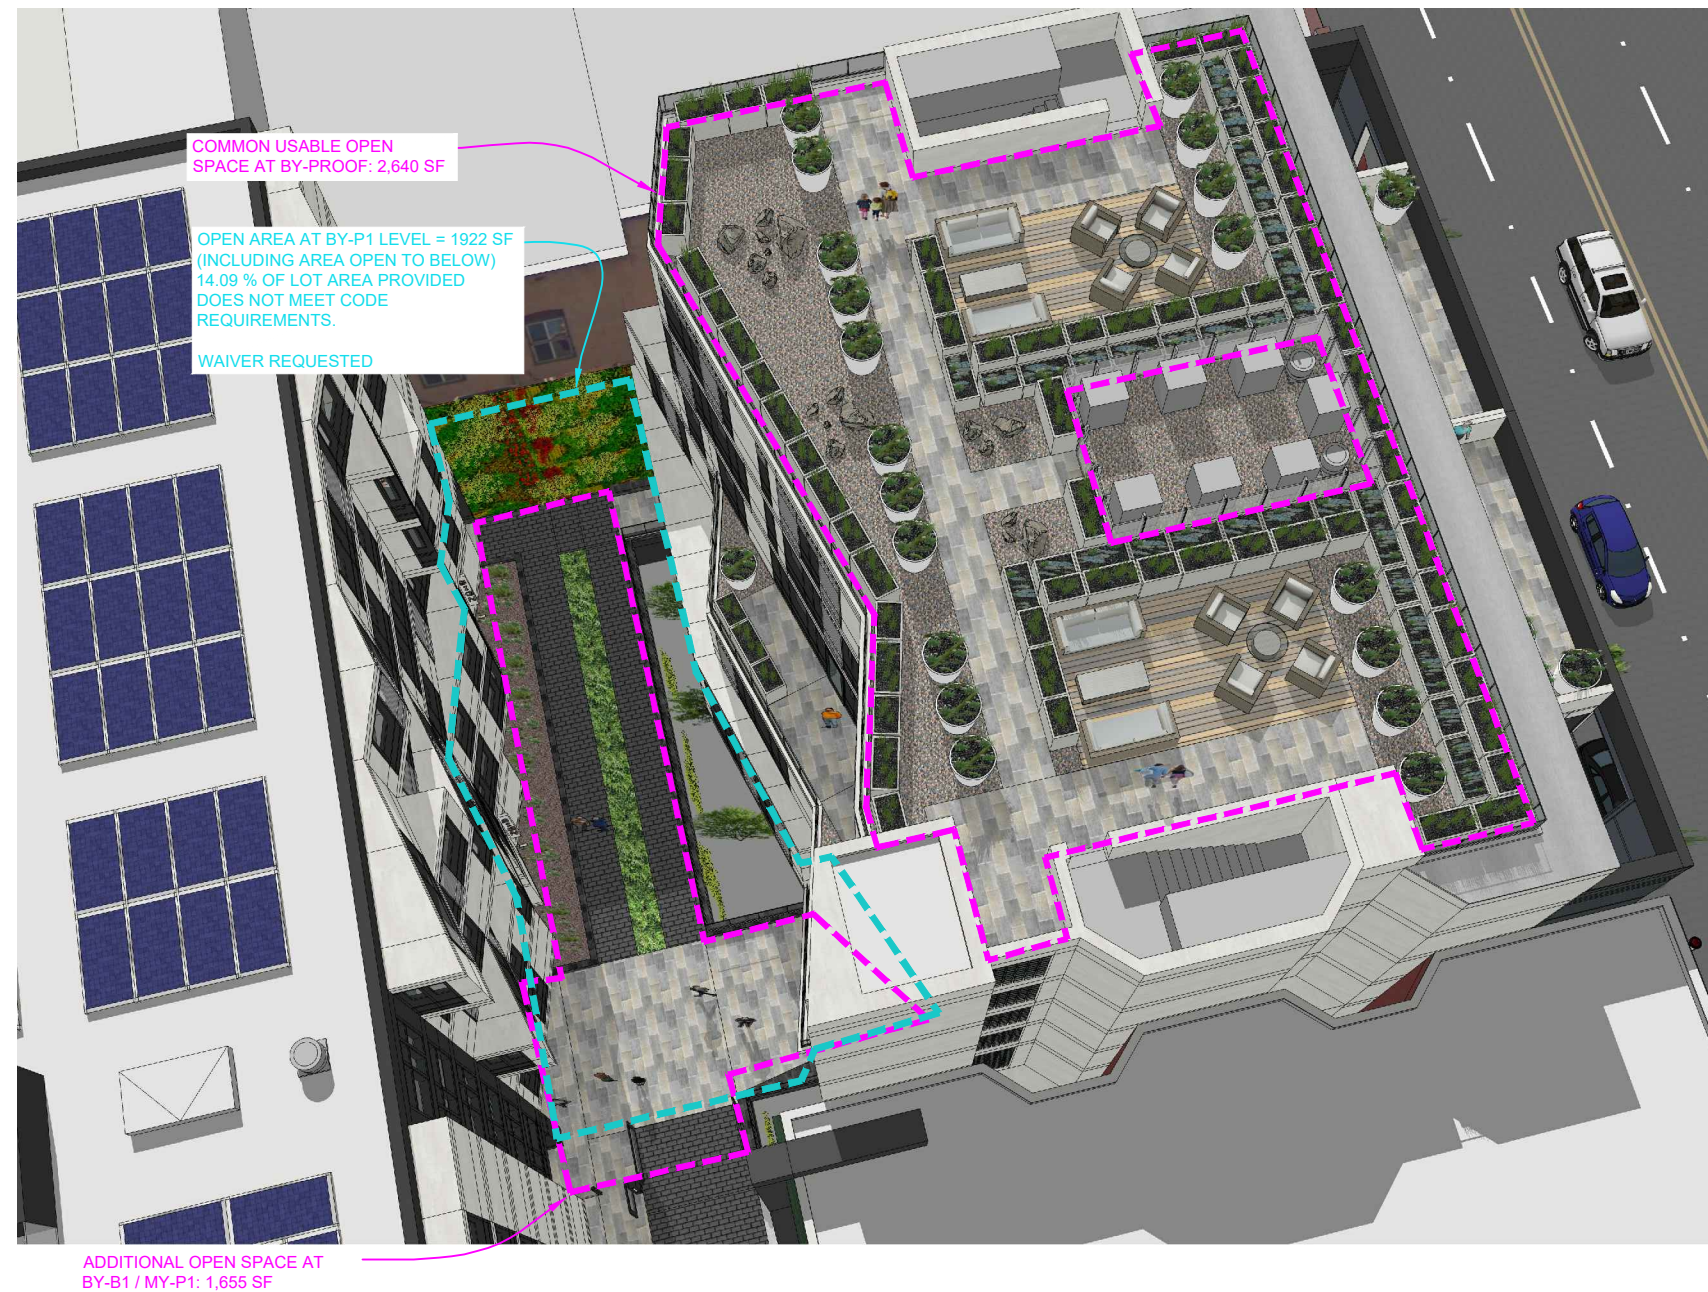 COMMON USABLE OPEN
SPACE AT BY-PROOF: 2,640 SF
OPEN AREA AT BY-P1 LEVEL = 1922 SF
(INCLUDING AREA OPEN TO BELOW)
14.09 % OF LOT AREA PROVIDED
DOES NOT MEET CODE
REQUIREMENTS.
WAIVER REQUESTED
ADDITIONAL OPEN SPACE AT
BY-B1 / MY-P1: 1,655 SF